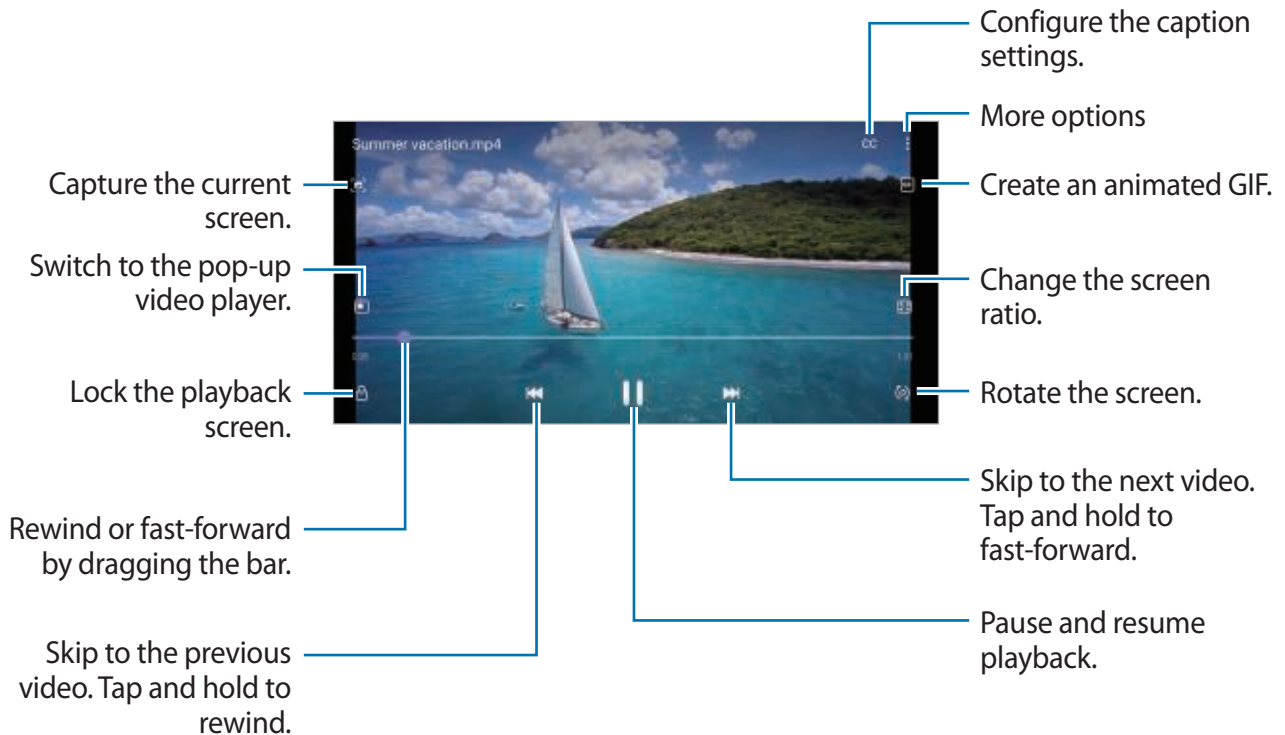 Configure the caption
settings.
More options
Summer vacation.mp4
CC
Capture the current
screen.
Create an animated GIF.
Switch to the pop-up
video player.
Change the screen
ratio.
Lock the playback
screen.
Rotate the screen.
Rewind or fast-forward
by dragging the bar.
Skip to the next video.
Tap and hold to
fast-forward.
Skip to the previous
video. Tap and hold to
rewind.
Pause and resume
playback.